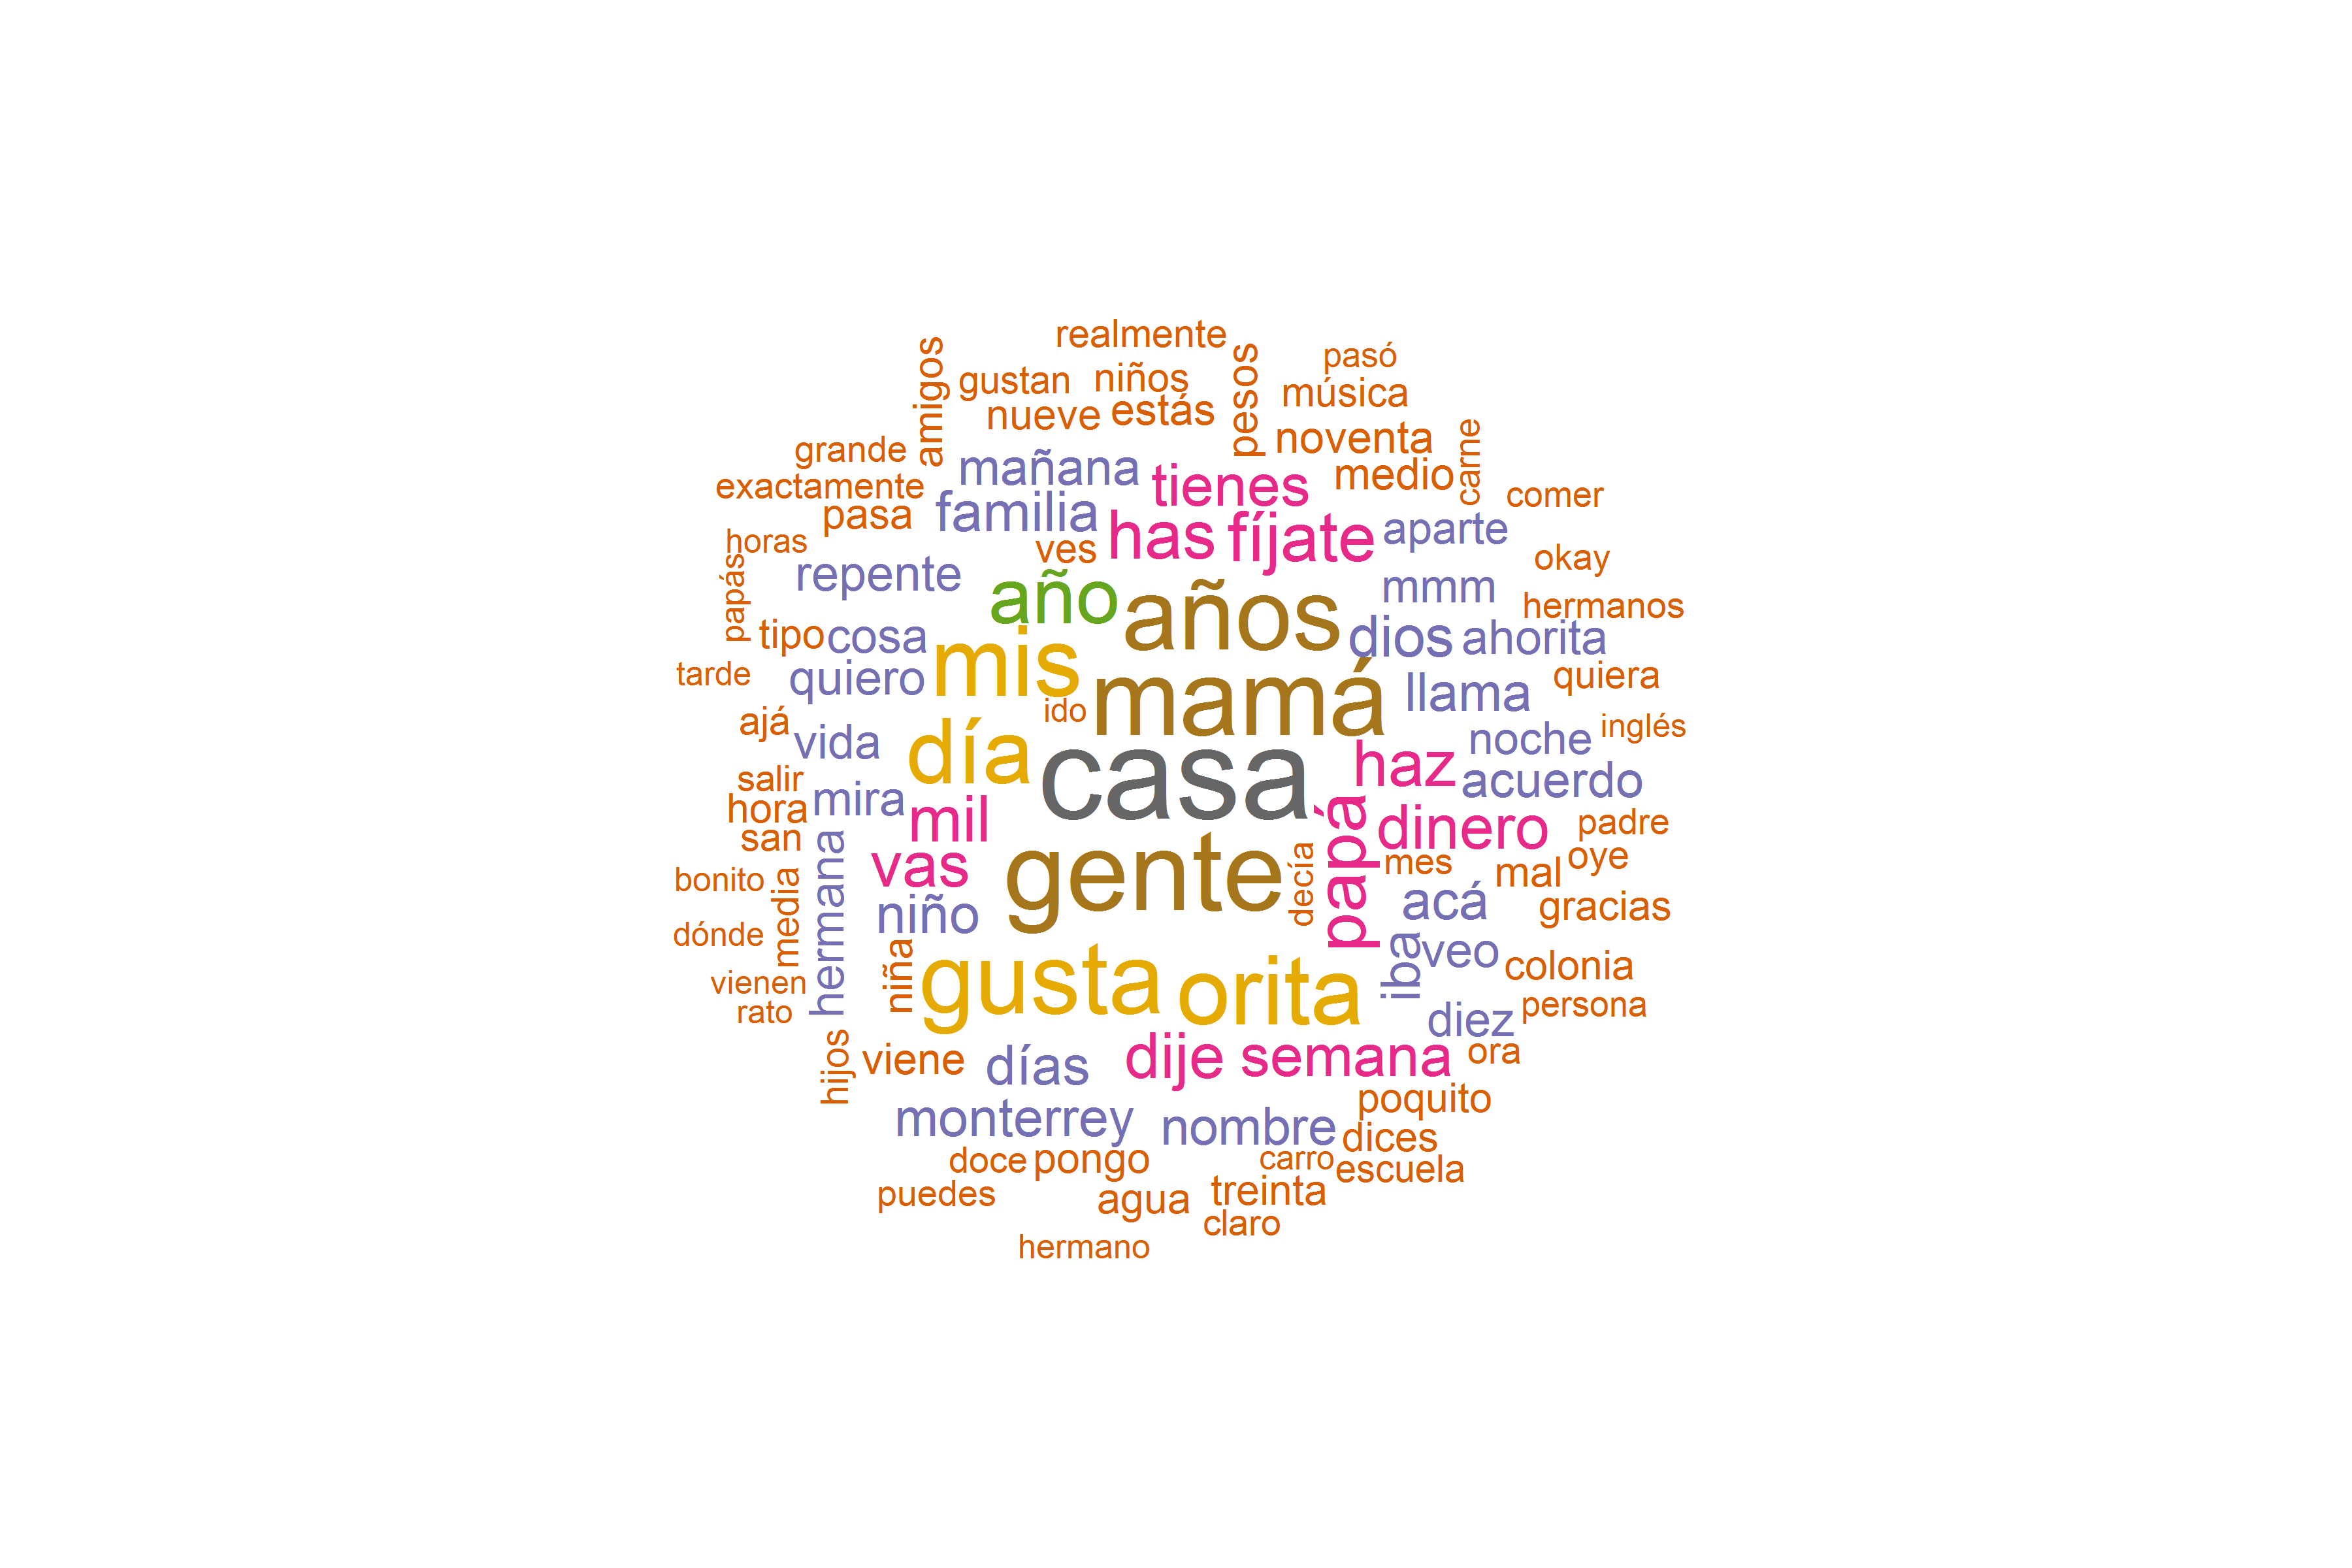 realmente
pasó
amigos
gustan
niños
pesos
música
nueve
estás
noventa
grande
carne
mañana
tienes
medio
exactamente
comer
familia
pasa
has
fíjate
aparte
horas
ves
okay
papás
repente
año
años
mmm
hermanos
tipo
cosa
mis
dios
ahorita
tarde
quiero
mamá
llama
quiera
ido
ajá
vida
día
noche
inglés
casa
haz
salir
mira
acuerdo
hora
mil
papá
dinero
padre
san
hermana
vas
gente
decía
mes
mal
oye
bonito
media
niño
acá
gracias
dónde
niña
gusta
orita
iba
veo
colonia
vienen
rato
diez
persona
hijos
viene
días
dije
semana
ora
monterrey
nombre
poquito
dices
doce
pongo
carro
escuela
puedes
agua
treinta
claro
hermano